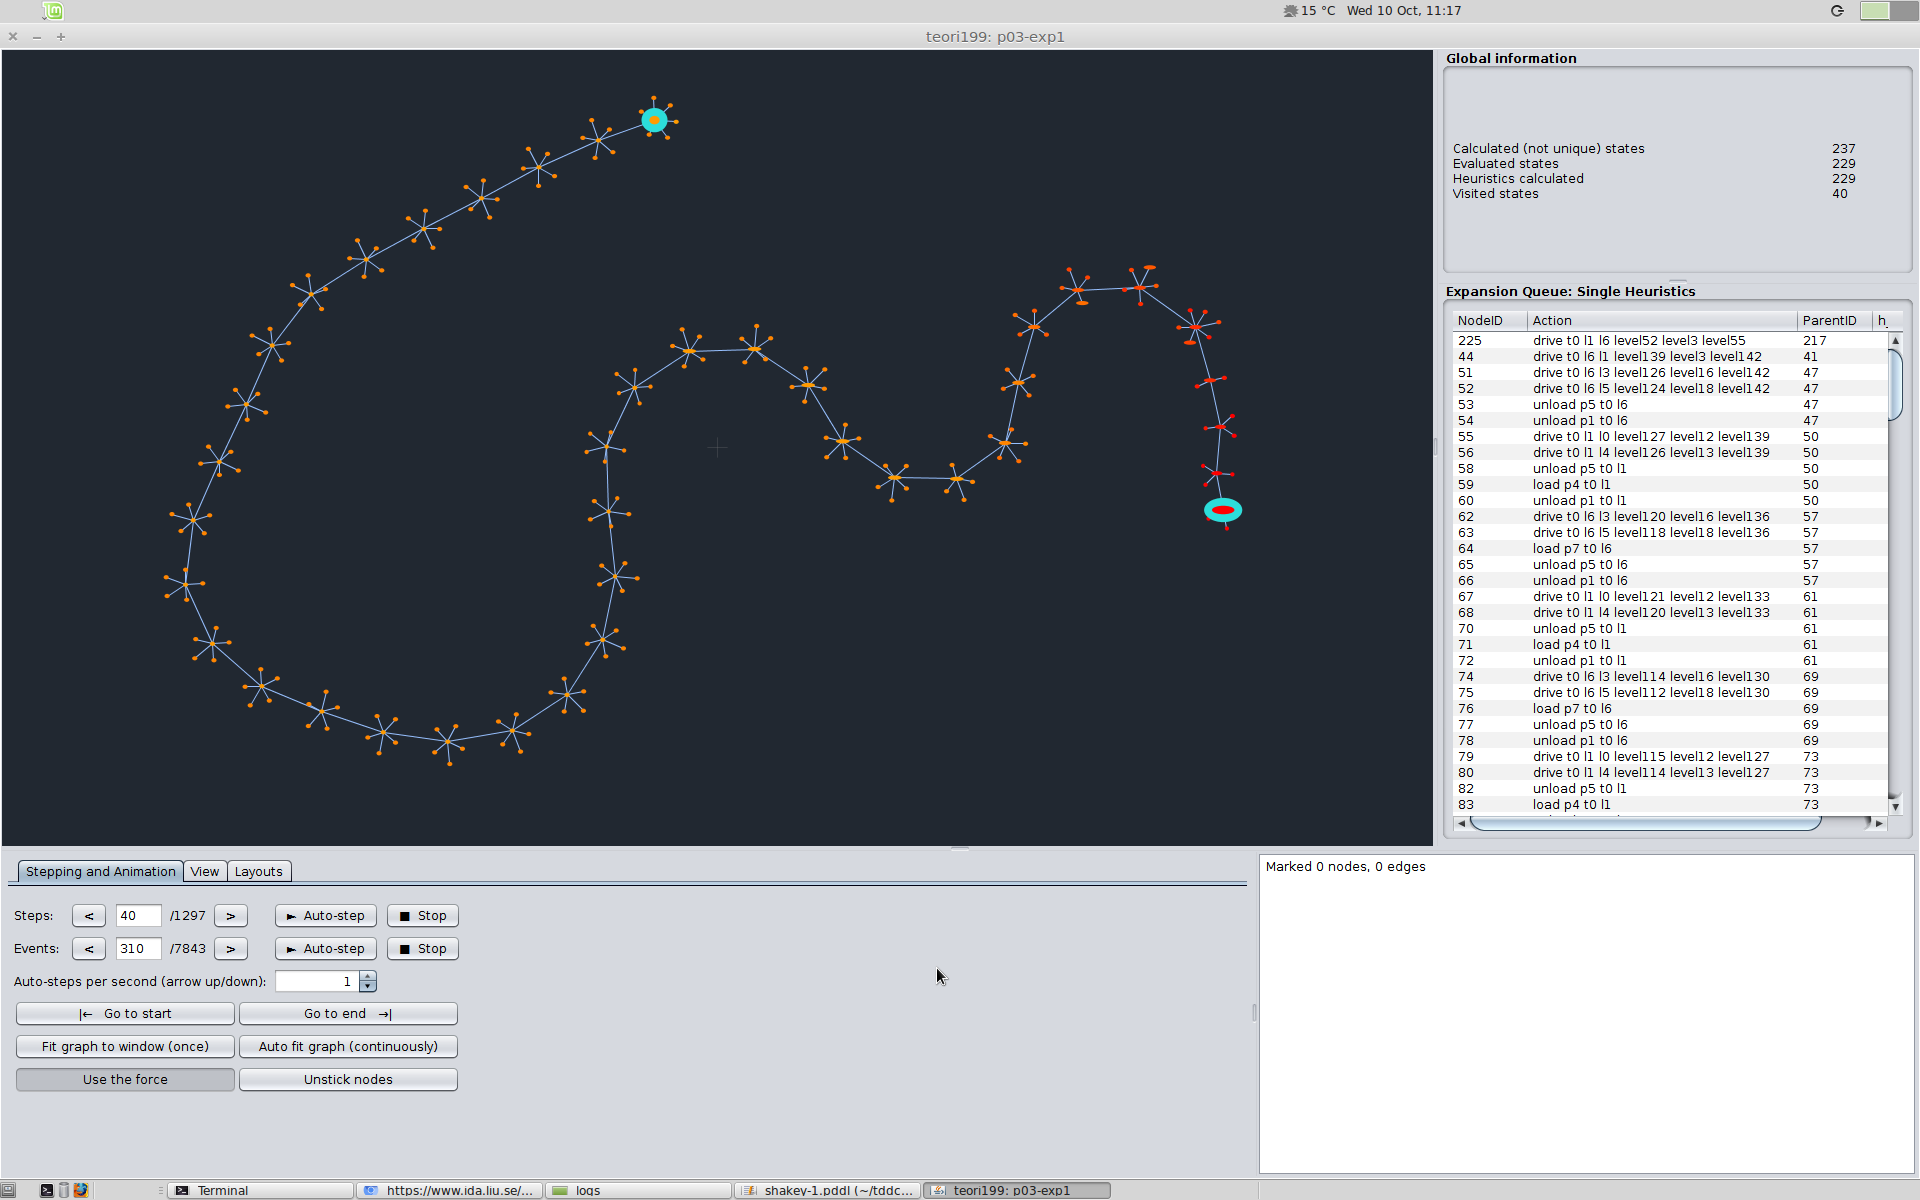 15 °C Wed 10 Oct, 11:17
teori199: p03-exp1
Global information
Calculated (not unique) states 237
Evaluated states 229
Heuristics calculated 229
Visited states 40
Expansion Queue: Single Heuristics
NodeID Action ParentID h_
225 drive t0 l1 l6 level52 level3 level55 217
44 drive t0 l6 l1 level139 level3 level142 41
51 drive t0 l6 l3 level126 level16 level142 47
52 drive t0 l6 l5 level124 level18 level142 47
53 unload p5 t0 l6 47
54 unload p1 t0 l6 47
55 drive t0 l1 l0 level127 level12 level139 50
56 drive t0 l1 l4 level126 level13 level139 50
58 unload p5 t0 l1 50
59 load p4 t0 l1 50
60 unload p1 t0 l1 50
62 drive t0 l6 l3 level120 level16 level136 57
63 drive t0 l6 l5 level118 level18 level136 57
64 load p7 t0 l6 57
65 unload p5 t0 l6 57
66 unload p1 t0 l6 57
67 drive t0 l1 l0 level121 level12 level133 61
68 drive t0 l1 l4 level120 level13 level133 61
70 unload p5 t0 l1 61
71 load p4 t0 l1 61
72 unload p1 t0 l1 61
74 drive t0 l6 l3 level114 level16 level130 69
75 drive t0 l6 l5 level112 level18 level130 69
76 load p7 t0 l6 69
77 unload p5 t0 l6 69
78 unload p1 t0 l6 69
79 drive t0 l1 l0 level115 level12 level127 73
80 drive t0 l1 l4 level114 level13 level127 73
82 unload p5 t0 l1 73
83 load p4 t0 l1 73
Stepping and Animation View Layouts
Steps: < 40 /1297 > ► Auto-step ■ Stop
Events: < 310 /7843 > ► Auto-step ■ Stop
Auto-steps per second (arrow up/down): 1
|← Go to start Go to end →|
Fit graph to window (once) Auto fit graph (continuously)
Use the force Unstick nodes
Marked 0 nodes, 0 edges
Terminal https://www.ida.liu.se/... logs shakey-1.pddl (~/tddc... teori199: p03-exp1